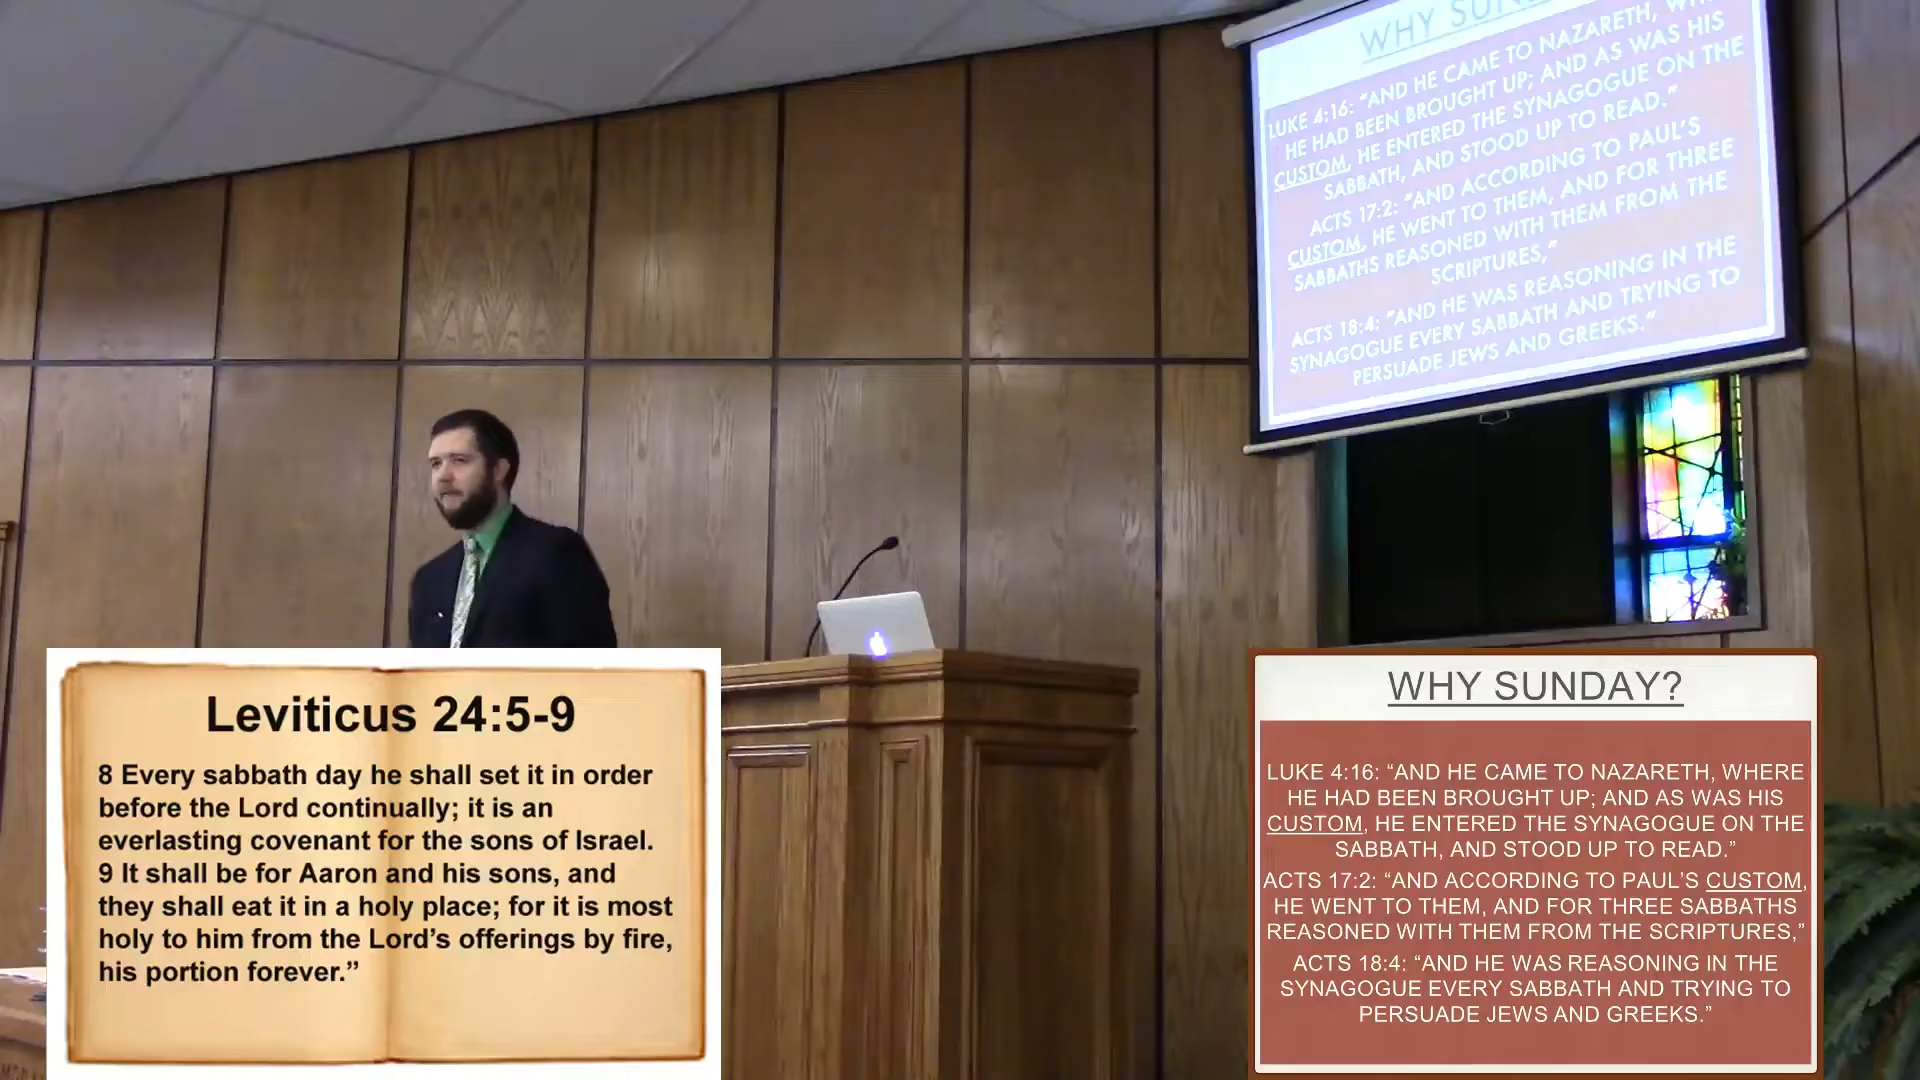 WHY SUN
LUKE 4:16: “AND HE CAME TO NAZARETH,
HE HAD BEEN BROUGHT UP; AND AS WAS HIS
CUSTOM, HE ENTERED THE SYNAGOGUE ON THE
SABBATH, AND STOOD UP TO READ.”
ACTS 17:2: “AND ACCORDING TO PAUL’S
CUSTOM, HE WENT TO THEM, AND FOR THREE
SABBATHS REASONED WITH THEM FROM THE
SCRIPTURES,”
ACTS 18:4: “AND HE WAS REASONING IN THE
SYNAGOGUE EVERY SABBATH AND TRYING TO
PERSUADE JEWS AND GREEKS.”
Leviticus 24:5-9
8 Every sabbath day he shall set it in order
before the Lord continually; it is an
everlasting covenant for the sons of Israel.
9 It shall be for Aaron and his sons, and
they shall eat it in a holy place; for it is most
holy to him from the Lord’s offerings by fire,
his portion forever.”
WHY SUNDAY?
LUKE 4:16: “AND HE CAME TO NAZARETH, WHERE
HE HAD BEEN BROUGHT UP; AND AS WAS HIS
CUSTOM, HE ENTERED THE SYNAGOGUE ON THE
SABBATH, AND STOOD UP TO READ.”
ACTS 17:2: “AND ACCORDING TO PAUL’S CUSTOM,
HE WENT TO THEM, AND FOR THREE SABBATHS
REASONED WITH THEM FROM THE SCRIPTURES,”
ACTS 18:4: “AND HE WAS REASONING IN THE
SYNAGOGUE EVERY SABBATH AND TRYING TO
PERSUADE JEWS AND GREEKS.”